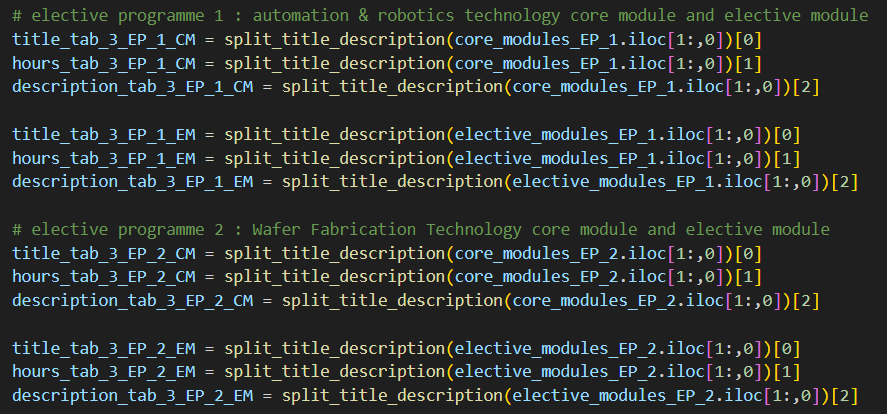 # elective programme 1 : automation & robotics technology core module and elective module
title_tab_3_EP_1_CM = split_title_description(core_modules_EP_1.iloc[1:,0])[0]
hours_tab_3_EP_1_CM = split_title_description(core_modules_EP_1.iloc[1:,0])[1]
description_tab_3_EP_1_CM = split_title_description(core_modules_EP_1.iloc[1:,0])[2]

title_tab_3_EP_1_EM = split_title_description(elective_modules_EP_1.iloc[1:,0])[0]
hours_tab_3_EP_1_EM = split_title_description(elective_modules_EP_1.iloc[1:,0])[1]
description_tab_3_EP_1_EM = split_title_description(elective_modules_EP_1.iloc[1:,0])[2]

# elective programme 2 : Wafer Fabrication Technology core module and elective module
title_tab_3_EP_2_CM = split_title_description(core_modules_EP_2.iloc[1:,0])[0]
hours_tab_3_EP_2_CM = split_title_description(core_modules_EP_2.iloc[1:,0])[1]
description_tab_3_EP_2_CM = split_title_description(core_modules_EP_2.iloc[1:,0])[2]

title_tab_3_EP_2_EM = split_title_description(elective_modules_EP_2.iloc[1:,0])[0]
hours_tab_3_EP_2_EM = split_title_description(elective_modules_EP_2.iloc[1:,0])[1]
description_tab_3_EP_2_EM = split_title_description(elective_modules_EP_2.iloc[1:,0])[2]